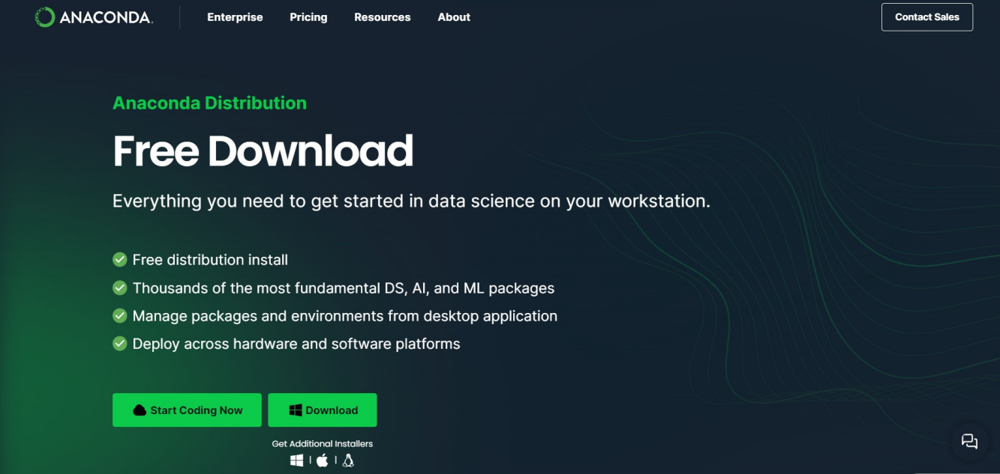 ANACONDA.
Enterprise
Pricing
Resources
About
Contact Sales
Anaconda Distribution
Free Download
Everything you need to get started in data science on your workstation.
Free distribution install
Thousands of the most fundamental DS, AI, and ML packages
Manage packages and environments from desktop application
Deploy across hardware and software platforms
Start Coding Now
Download
Get Additional Installers